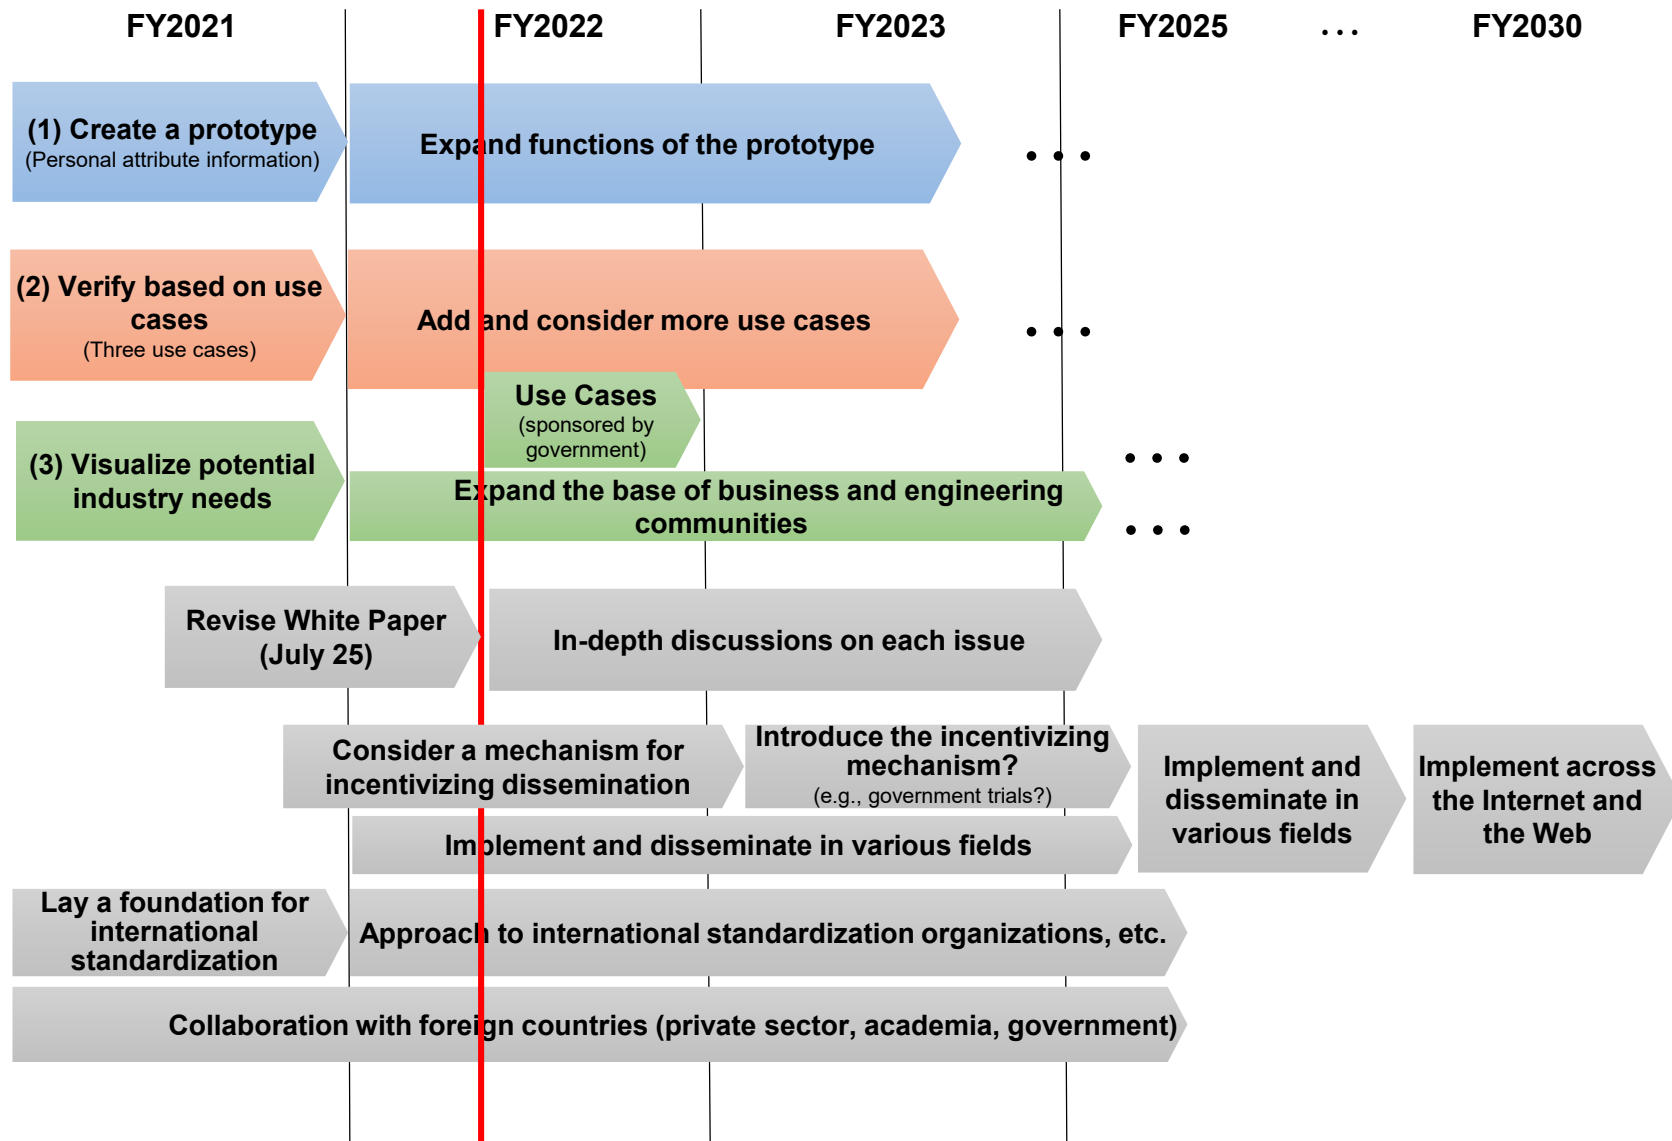 FY2021 FY2022 FY2023 FY2025 ... FY2030
(1) Create a prototype
(Personal attribute information)
Expand functions of the prototype
...
(2) Verify based on use
cases
(Three use cases)
Add and consider more use cases
...
Use Cases
(sponsored by
government)
...
(3) Visualize potential
industry needs
Expand the base of business and engineering
communities
...
Revise White Paper
(July 25)
In-depth discussions on each issue
Consider a mechanism for
incentivizing dissemination
Introduce the incentivizing
mechanism?
(e.g., government trials?)
Implement and
disseminate in
various fields
Implement across
the Internet and
the Web
Implement and disseminate in various fields
Lay a foundation for
international
standardization
Approach to international standardization organizations, etc.
Collaboration with foreign countries (private sector, academia, government)